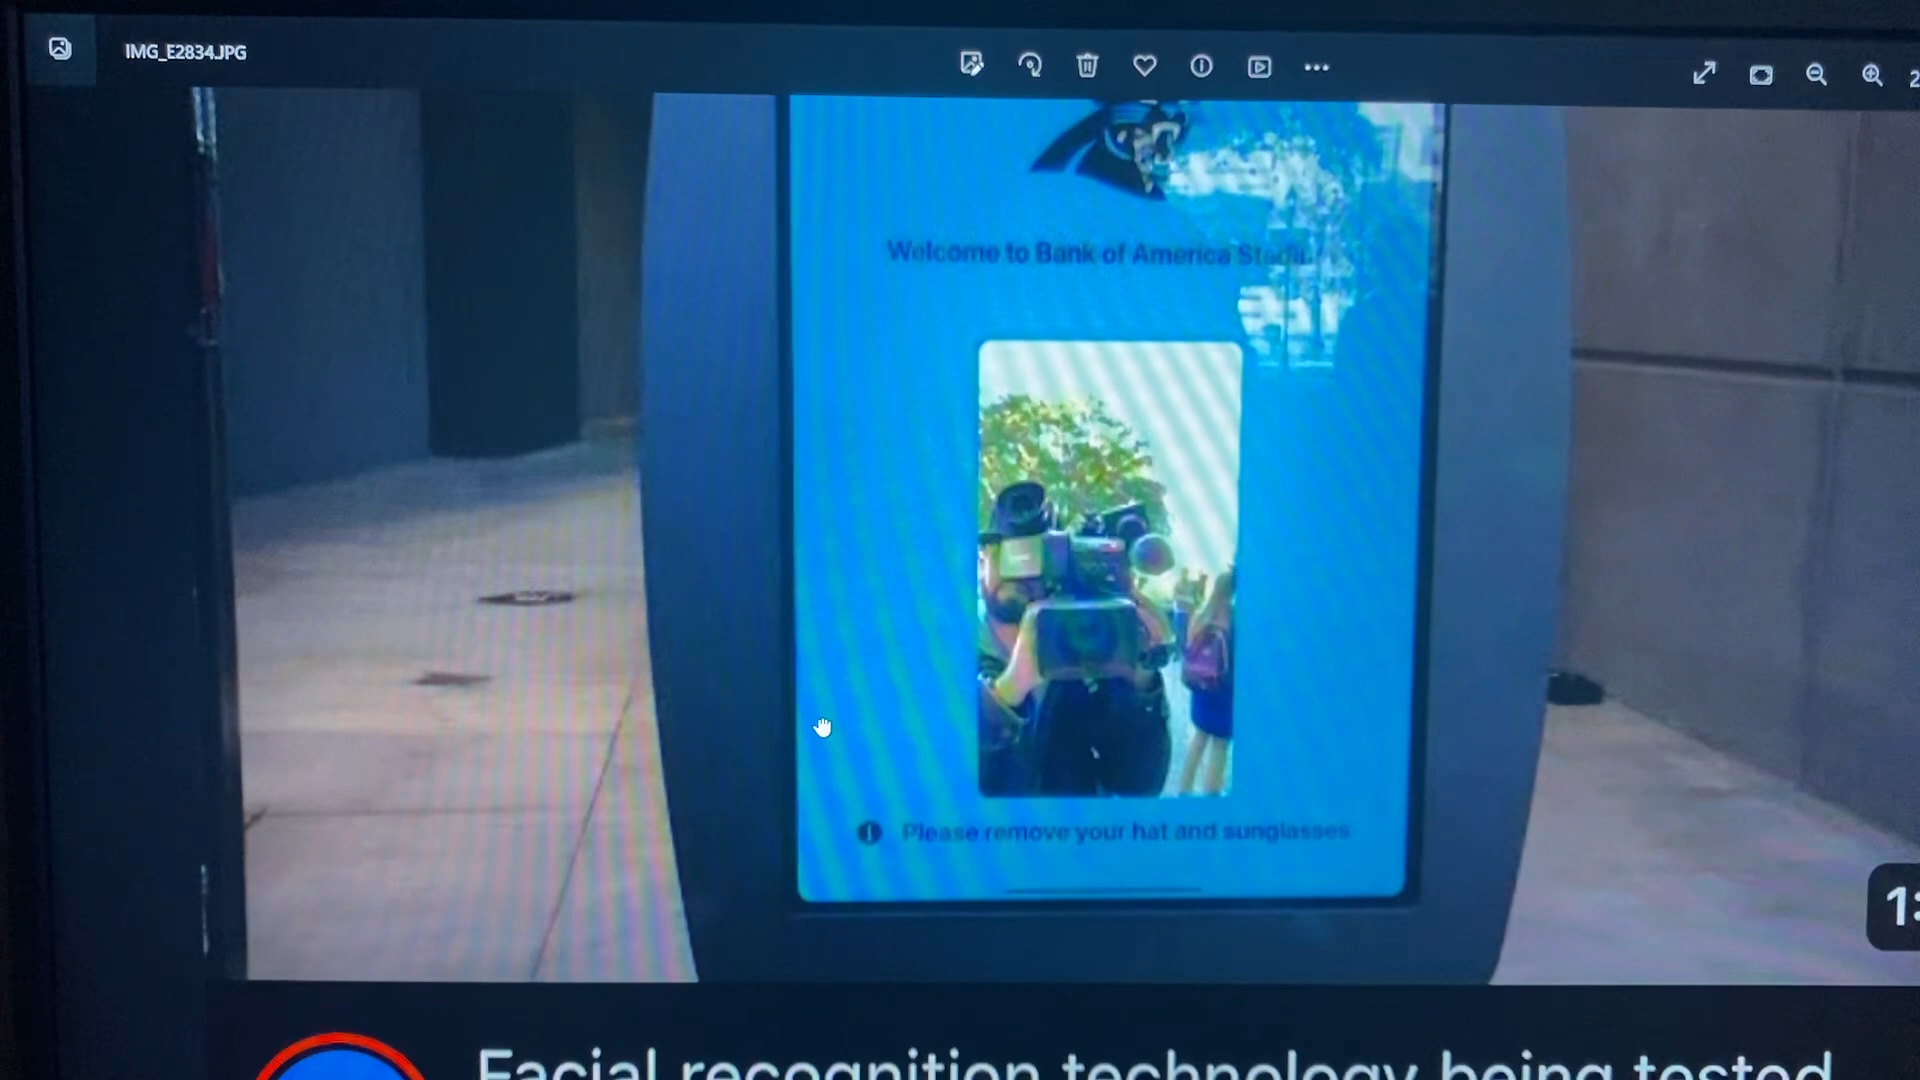 IMG_E2834.JPG
Welcome to Bank of America
Please remove your hat and sunglasses
Facial recognition technology being tested